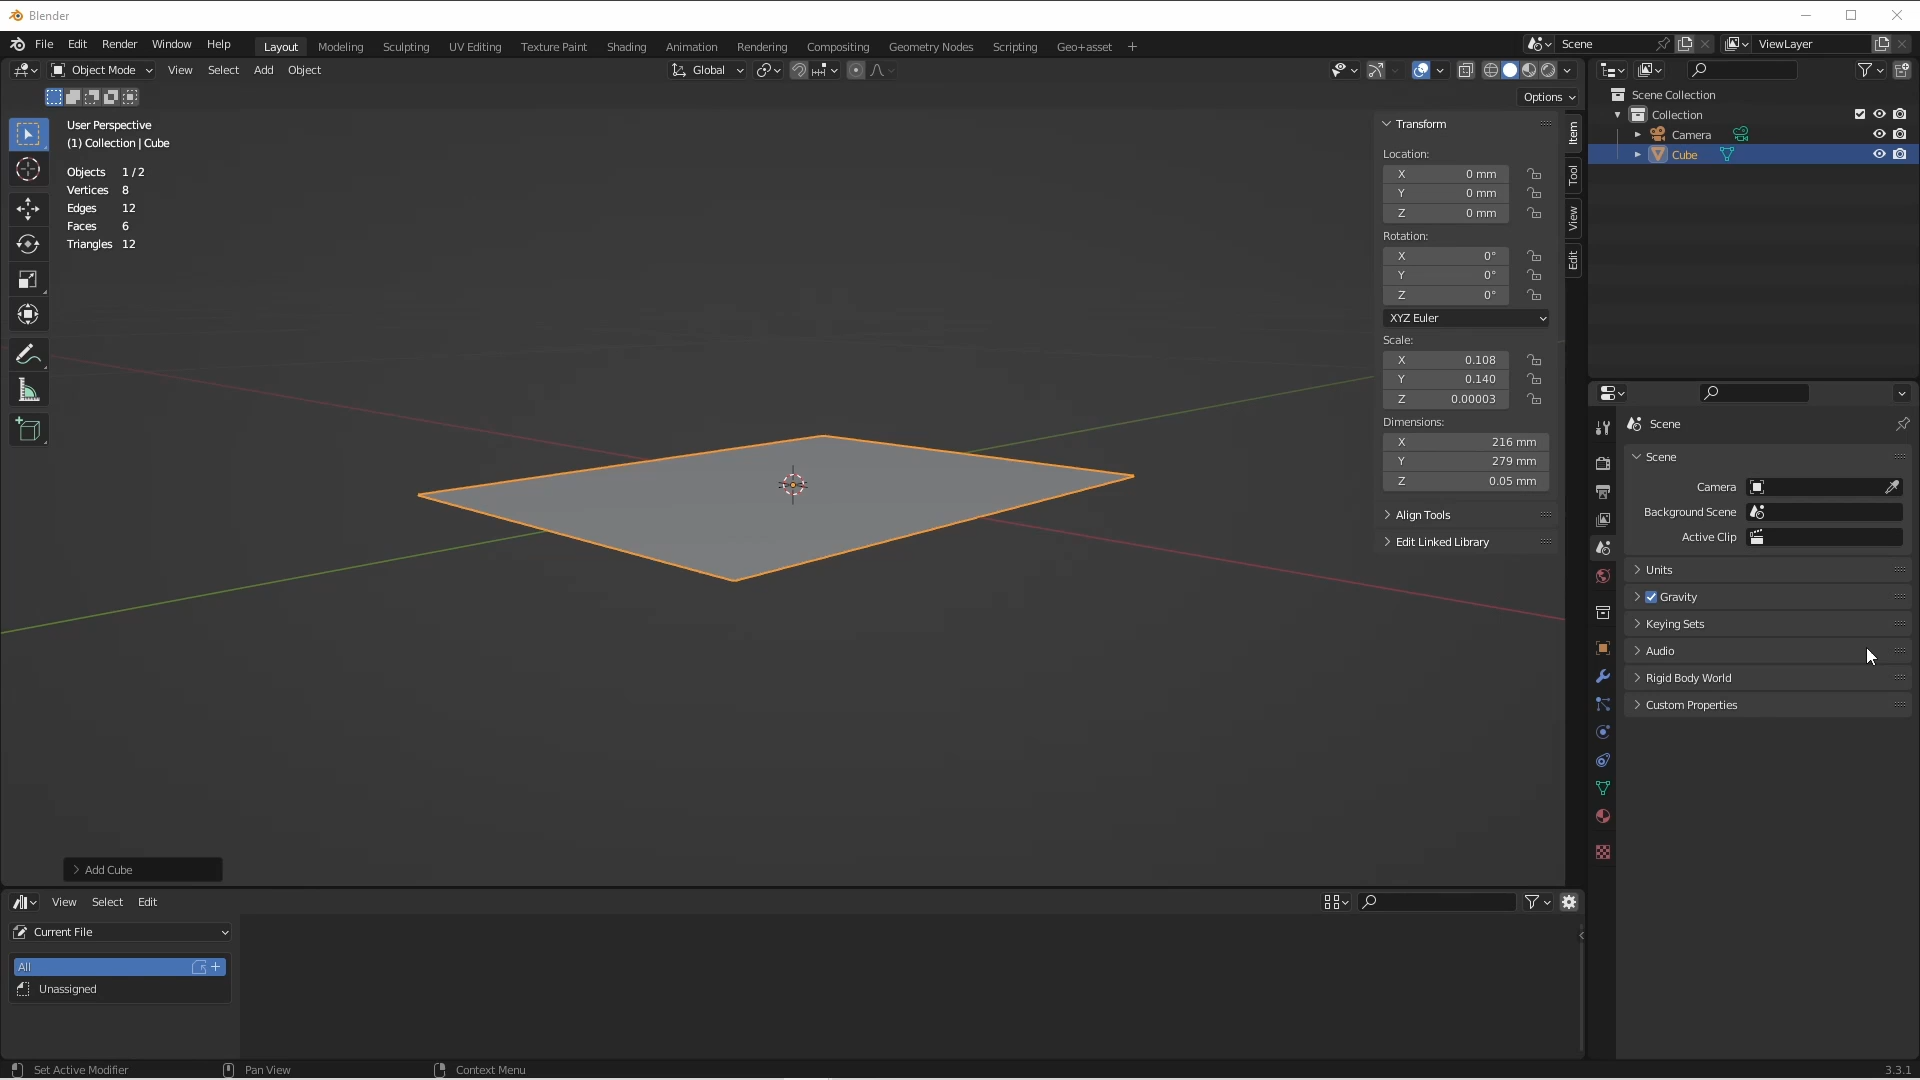 Blender
File Edit Render Window Help Layout Modeling Sculpting UV Editing Texture Paint Shading Animation Rendering Compositing Geometry Nodes Scripting Geo+asset + Scene ViewLayer
Object Mode View Select Add Object Global
Options
User Perspective
(1) Collection | Cube
Objects 1 / 2
Vertices 8
Edges 12
Faces 6
Triangles 12
Transform
Location:
X 0 mm
Y 0 mm
Z 0 mm
Rotation:
X 0°
Y 0°
Z 0°
XYZ Euler
Scale:
X 0.108
Y 0.140
Z 0.00003
Dimensions:
X 216 mm
Y 279 mm
Z 0.05 mm
Align Tools
Edit Linked Library
Item
Tool
View
Edit
Scene Collection
Collection
Camera
Cube
Scene
Scene
Camera
Background Scene
Active Clip
Units
Gravity
Keying Sets
Audio
Rigid Body World
Custom Properties
Add Cube
View Select Edit
Current File
All
Unassigned
Set Active Modifier Pan View Context Menu 3.3.1